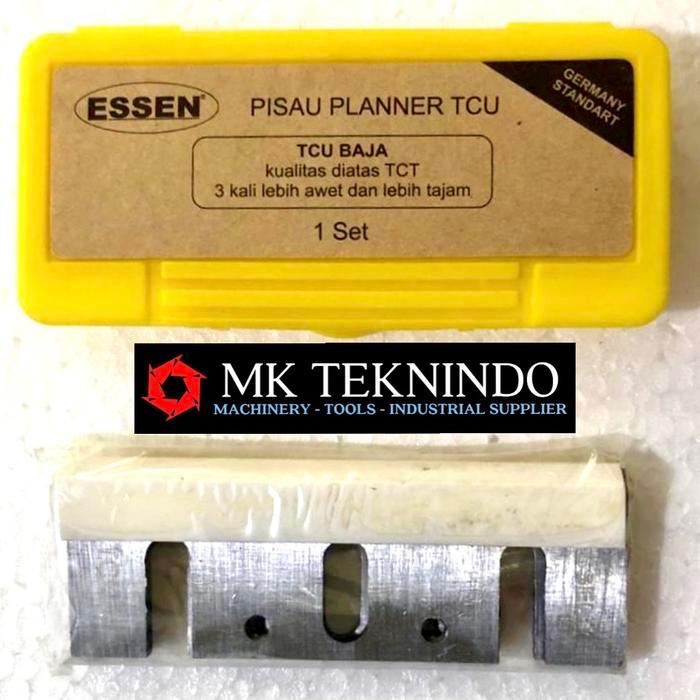 ESSEN®
PISAU PLANNER TCU
GERMANY
STANDART
TCU BAJA
kualitas diatas TCT
3 kali lebih awet dan lebih tajam
1 Set
MK TEKNINDO
MACHINERY - TOOLS - INDUSTRIAL SUPPLIER